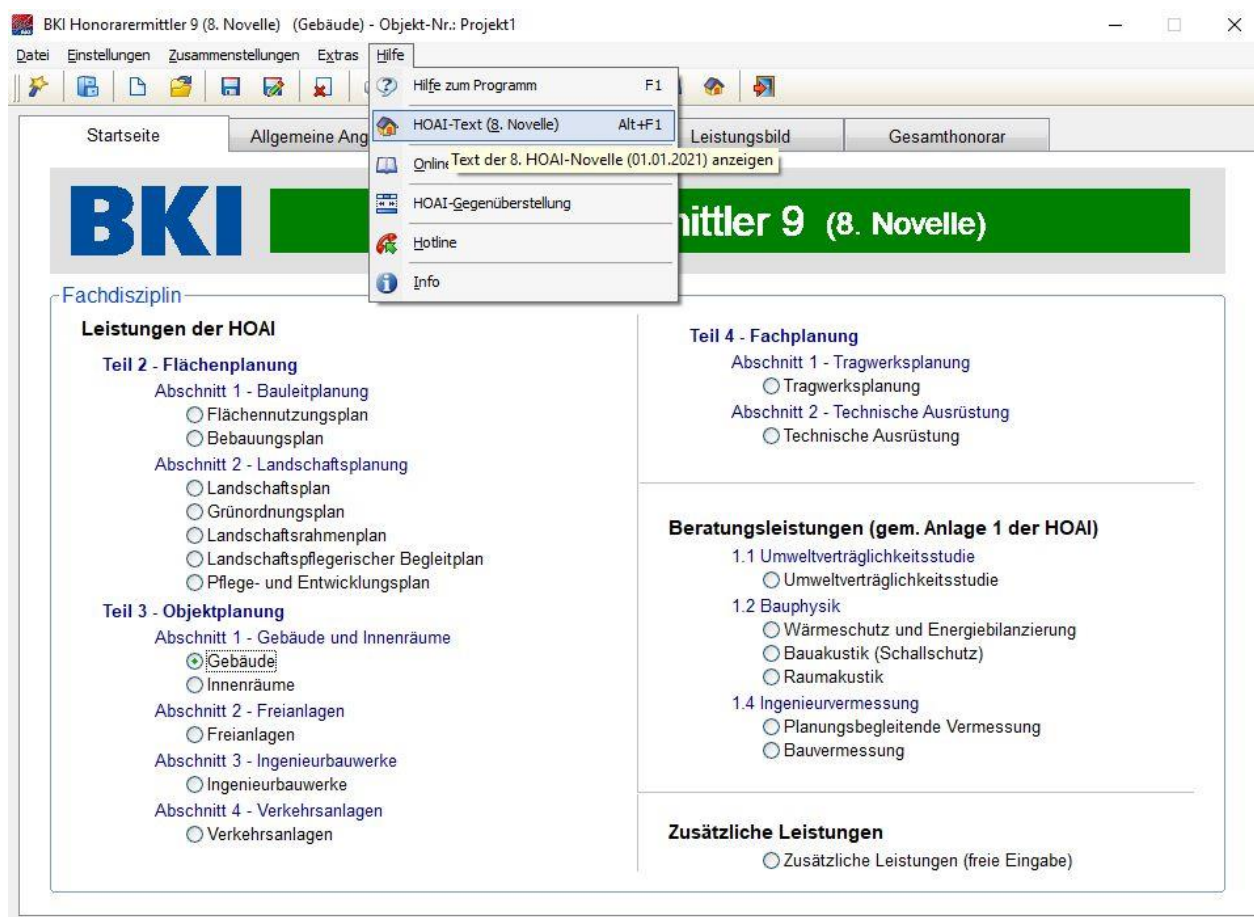 BKI Honorarermittler 9 (8. Novelle) (Gebäude) - Objekt-Nr.: Projekt1
Datei Einstellungen Zusammenstellungen Extras Hilfe
Hilfe zum Programm F1
HOAI-Text (8. Novelle) Alt+F1
Text der 8. HOAI-Novelle (01.01.2021) anzeigen
Online
HOAI-Gegenüberstellung
Hotline
Info
Startseite Allgemeine Ang Leistungsbild Gesamthonorar
BKI mittler 9 (8. Novelle)
Fachdisziplin
Leistungen der HOAI
Teil 2 - Flächenplanung
Abschnitt 1 - Bauleitplanung
Flächennutzungsplan
Bebauungsplan
Abschnitt 2 - Landschaftsplanung
Landschaftsplan
Grünordnungsplan
Landschaftsrahmenplan
Landschaftspflegerischer Begleitplan
Pflege- und Entwicklungsplan
Teil 3 - Objektplanung
Abschnitt 1 - Gebäude und Innenräume
Gebäude
Innenräume
Abschnitt 2 - Freianlagen
Freianlagen
Abschnitt 3 - Ingenieurbauwerke
Ingenieurbauwerke
Abschnitt 4 - Verkehrsanlagen
Verkehrsanlagen
Teil 4 - Fachplanung
Abschnitt 1 - Tragwerksplanung
Tragwerksplanung
Abschnitt 2 - Technische Ausrüstung
Technische Ausrüstung
Beratungsleistungen (gem. Anlage 1 der HOAI)
1.1 Umweltverträglichkeitsstudie
Umweltverträglichkeitsstudie
1.2 Bauphysik
Wärmeschutz und Energiebilanzierung
Bauakustik (Schallschutz)
Raumakustik
1.4 Ingenieurvermessung
Planungsbegleitende Vermessung
Bauvermessung
Zusätzliche Leistungen
Zusätzliche Leistungen (freie Eingabe)